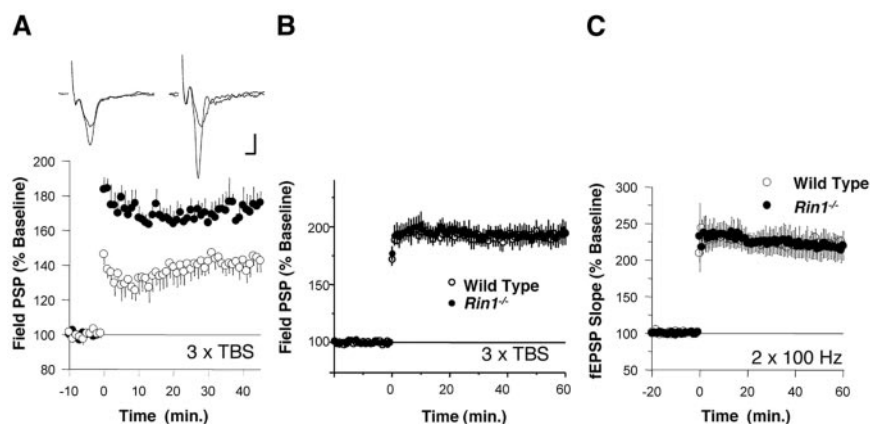 A
B
C
200
180
160
140
120
100
80
Field PSP (% Baseline)
3 x TBS
-10 0 10 20 30 40
Time (min.)
200
100
Field PSP (% Baseline)
Wild Type
Rin1-/-
3 x TBS
0 20 40 60
Time (min.)
300
250
200
150
100
50
fEPSP Slope (% Baseline)
Wild Type
Rin1-/-
2 x 100 Hz
-20 0 20 40 60
Time (min.)